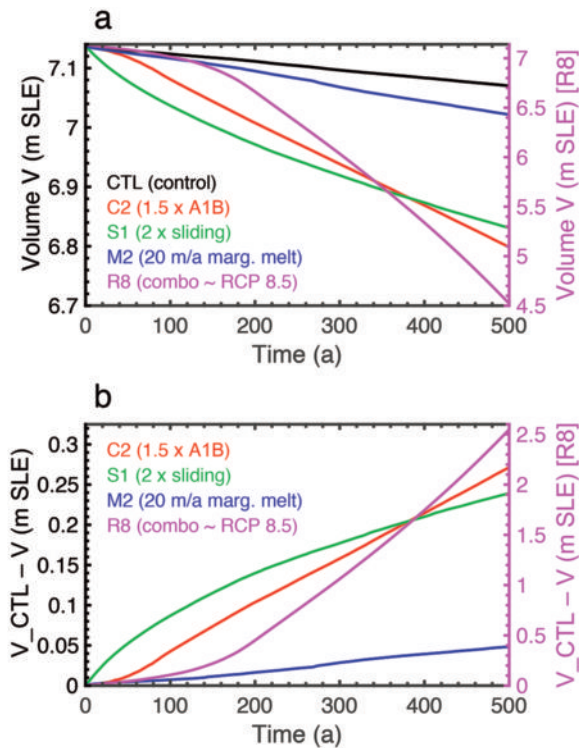 a
7.1
7
6.9
6.8
6.7
Volume V (m SLE)
CTL (control)
C2 (1.5 x A1B)
S1 (2 x sliding)
M2 (20 m/a marg. melt)
R8 (combo ~ RCP 8.5)
7
6.5
6
5.5
5
4.5
Volume V (m SLE) [R8]
0 100 200 300 400 500
Time (a)
b
0.3
0.25
0.2
0.15
0.1
0.05
0
V_CTL – V (m SLE)
C2 (1.5 x A1B)
S1 (2 x sliding)
M2 (20 m/a marg. melt)
R8 (combo ~ RCP 8.5)
2.5
2
1.5
1
0.5
0
V_CTL – V (m SLE) [R8]
0 100 200 300 400 500
Time (a)